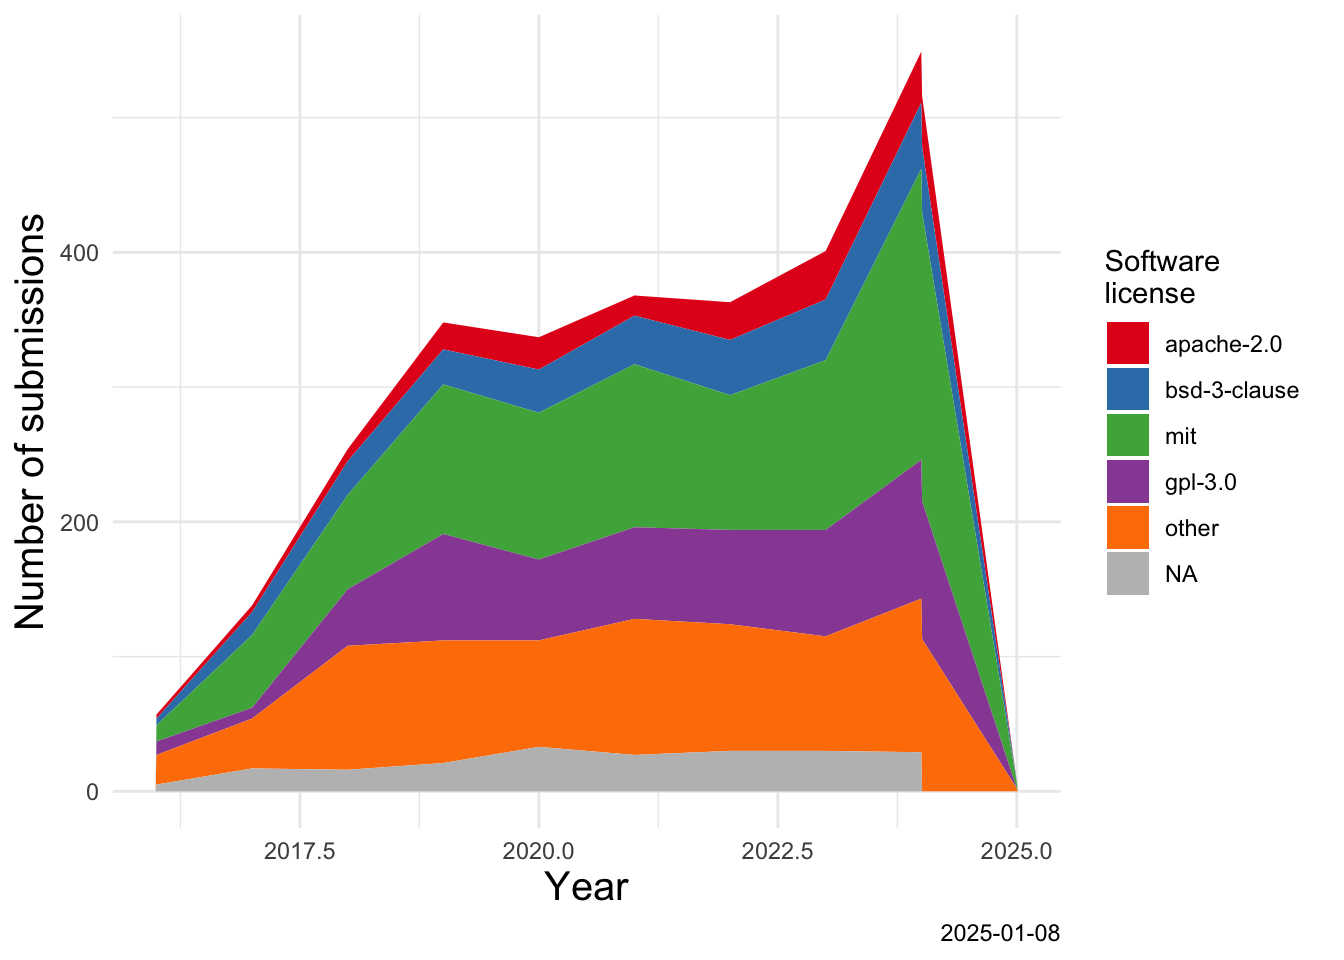 Number of submissions
400
200
0
2017.5
2020.0
2022.5
2025.0
Year
Software
license
apache-2.0
bsd-3-clause
mit
gpl-3.0
other
NA
2025-01-08